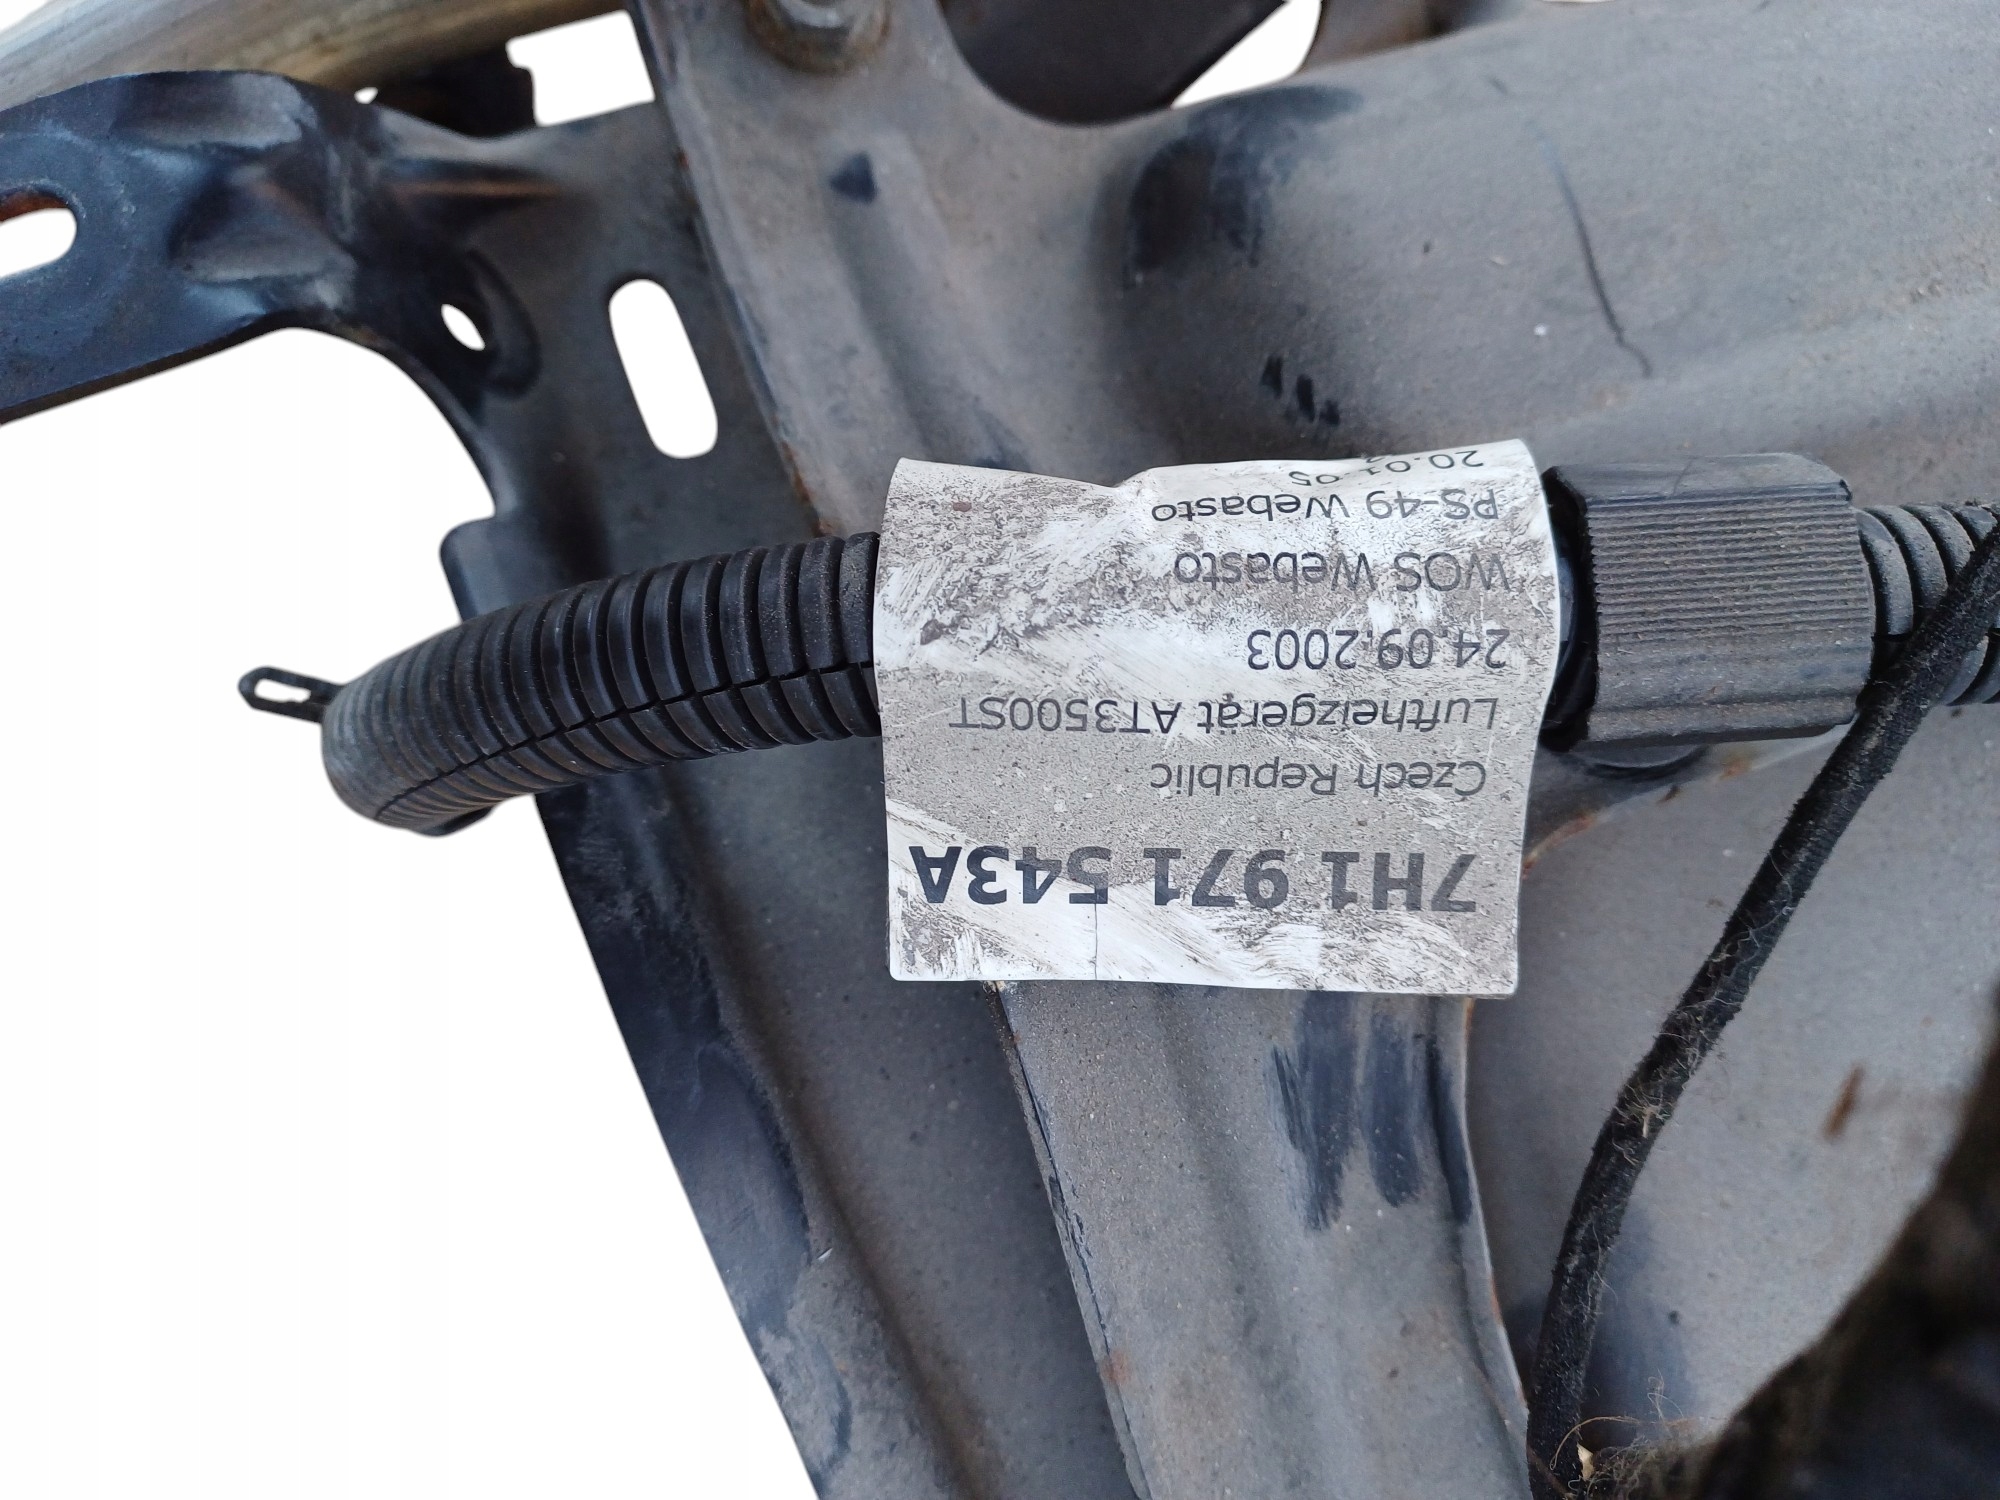 7H1 971 543A
Czech Republic
Luftheizgerät AT3500ST
24.09.2003
WOS Webasto
PS-49 Webasto
20.01.05